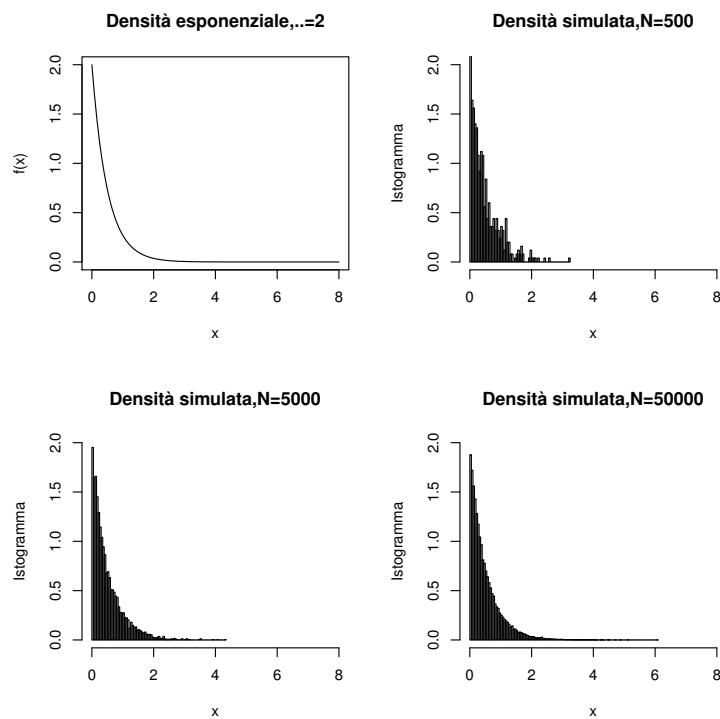 Densità esponenziale,..=2
2.0
1.5
1.0
0.5
0.0
f(x)
0 2 4 6 8
x
Densità simulata,N=500
2.0
1.5
1.0
0.5
0.0
Istogramma
0 2 4 6 8
x
Densità simulata,N=5000
2.0
1.5
1.0
0.5
0.0
Istogramma
0 2 4 6 8
x
Densità simulata,N=50000
2.0
1.5
1.0
0.5
0.0
Istogramma
0 2 4 6 8
x